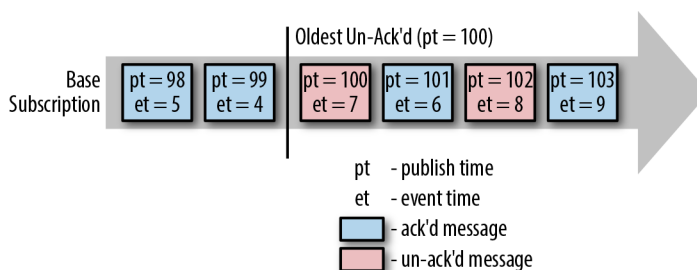 Oldest Un-Ack'd (pt = 100)
Base
Subscription
pt = 98
et = 5
pt = 99
et = 4
pt = 100
et = 7
pt = 101
et = 6
pt = 102
et = 8
pt = 103
et = 9
pt - publish time
et - event time
- ack'd message
- un-ack'd message